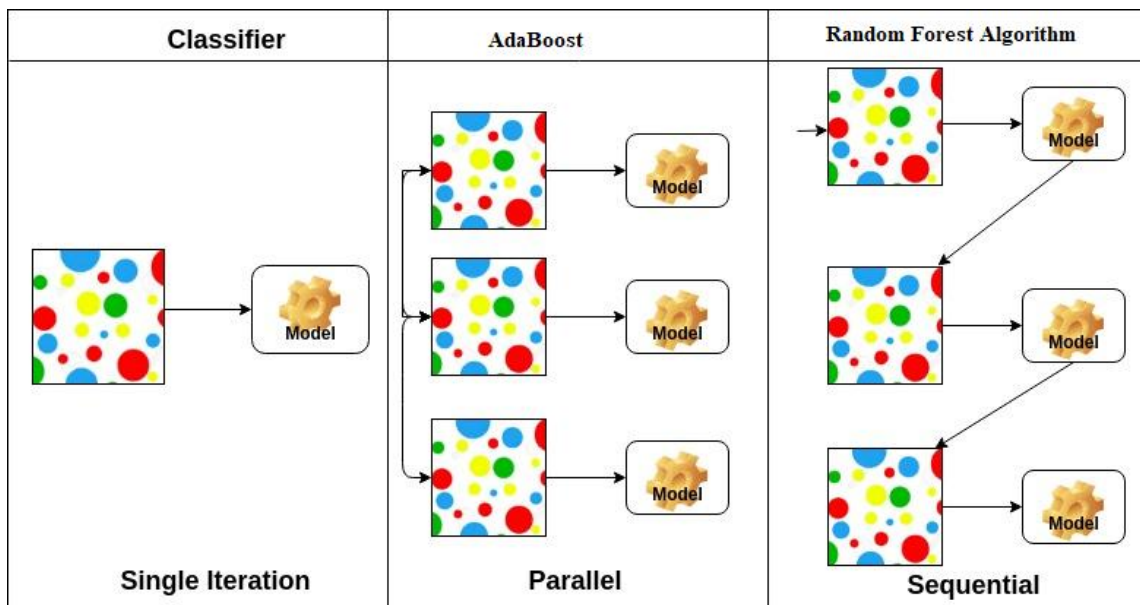 Classifier
AdaBoost
Random Forest Algorithm
Model
Model
Model
Model
Model
Model
Model
Single Iteration
Parallel
Sequential